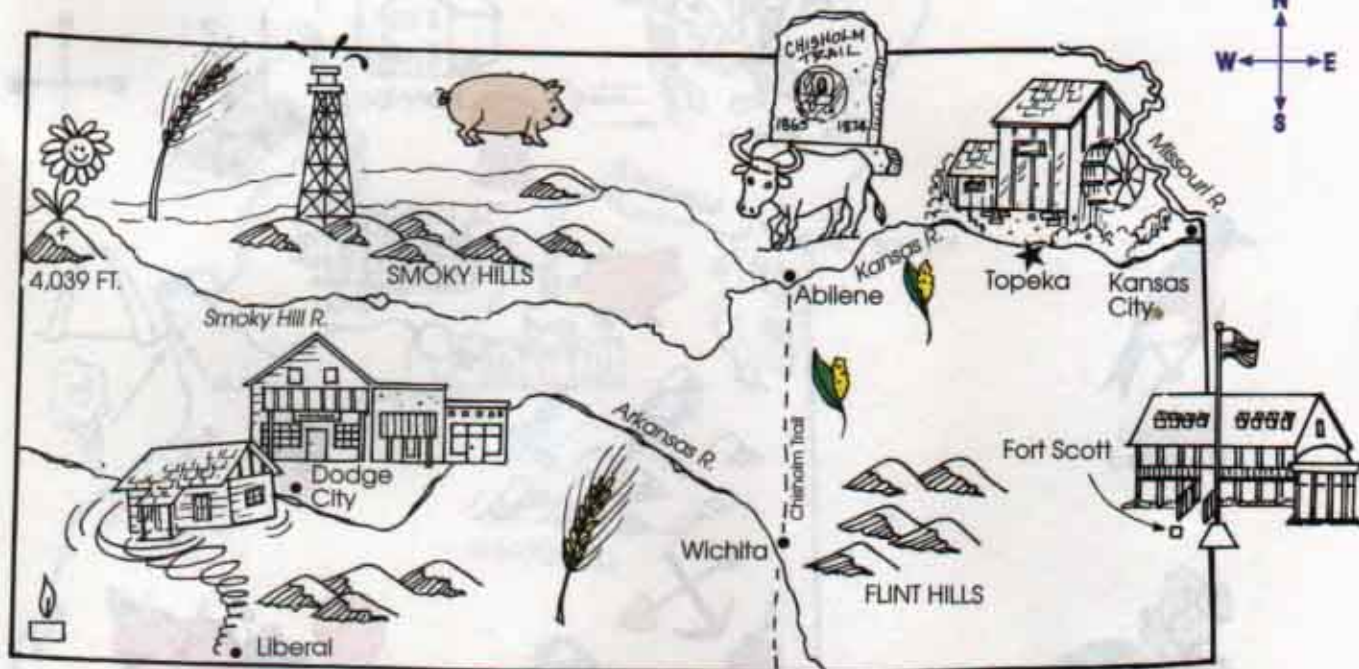 N
W E
S
CHISHOLM
TRAIL
1865 1874
Missouri R.
4,039 FT.
SMOKY HILLS
Abilene
Kansas R.
Topeka
Kansas
City
Smoky Hill R.
Arkansas R.
Chisholm Trail
Fort Scott
Dodge
City
Wichita
FLINT HILLS
Liberal